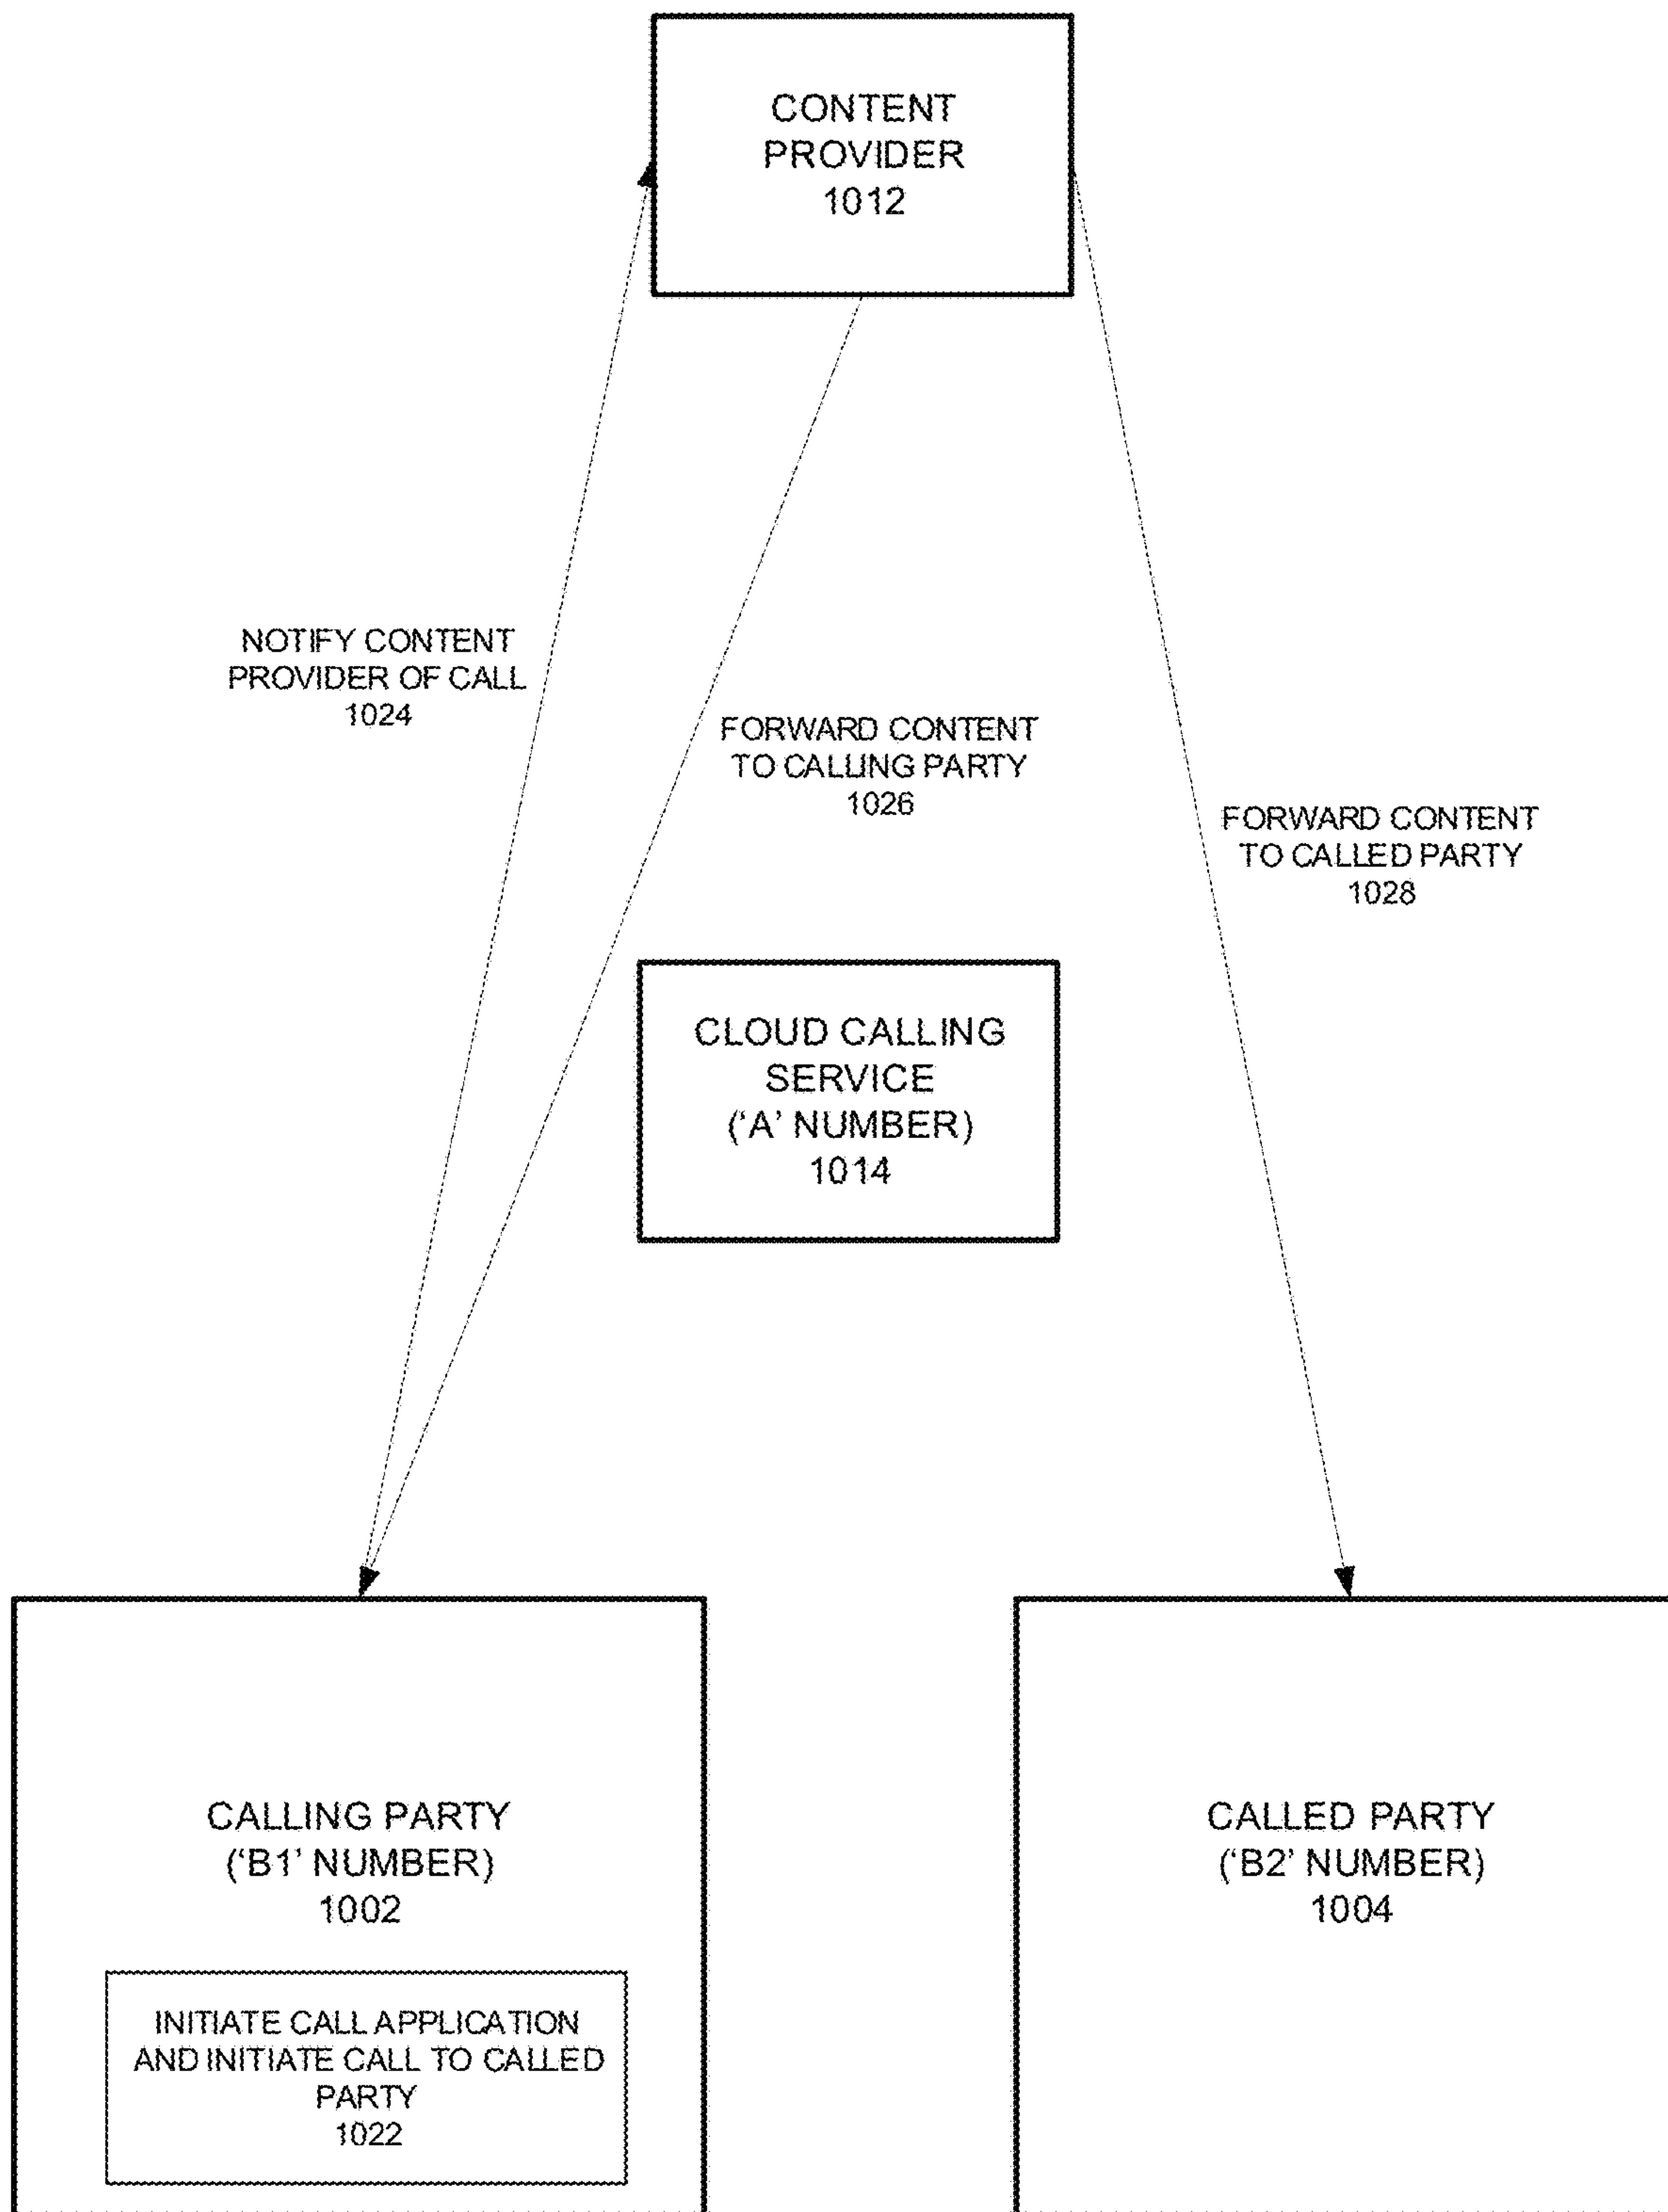 CONTENT
PROVIDER
1012
NOTIFY CONTENT
PROVIDER OF CALL
1024
FORWARD CONTENT
TO CALLING PARTY
1026
FORWARD CONTENT
TO CALLED PARTY
1028
CLOUD CALLING
SERVICE
(‘A’ NUMBER)
1014
CALLING PARTY
(‘B1’ NUMBER)
1002
INITIATE CALL APPLICATION
AND INITIATE CALL TO CALLED
PARTY
1022
CALLED PARTY
(‘B2’ NUMBER)
1004